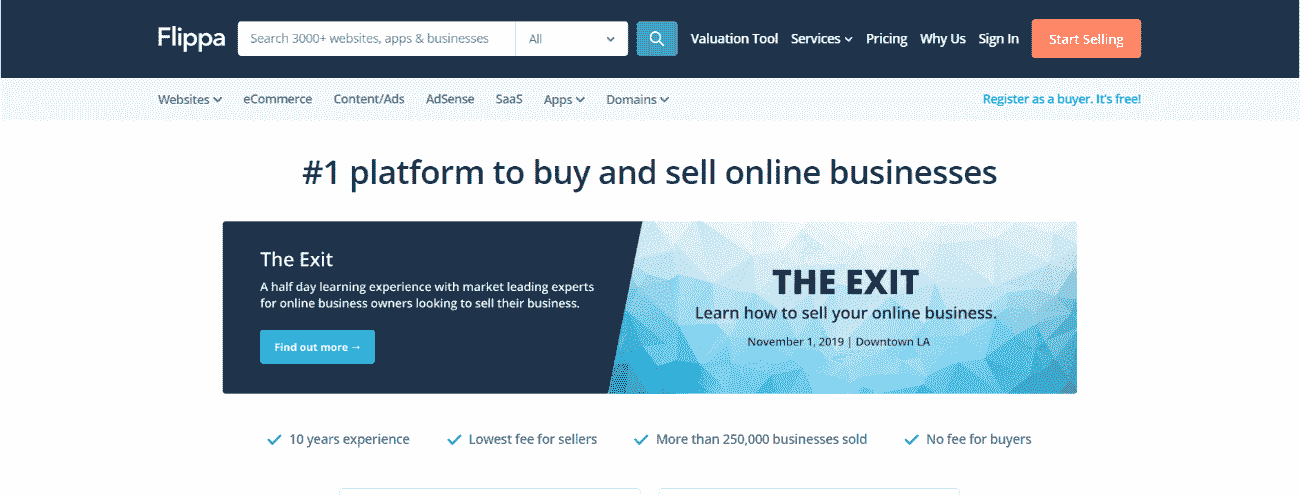 Flippa Search 3000+ websites, apps & businesses All Valuation Tool Services Pricing Why Us Sign In Start Selling
Websites eCommerce Content/Ads AdSense SaaS Apps Domains Register as a buyer. It's free!
#1 platform to buy and sell online businesses
The Exit
A half day learning experience with market leading experts
for online business owners looking to sell their business.
Find out more →
THE EXIT
Learn how to sell your online business.
November 1, 2019 | Downtown LA
10 years experience Lowest fee for sellers More than 250,000 businesses sold No fee for buyers